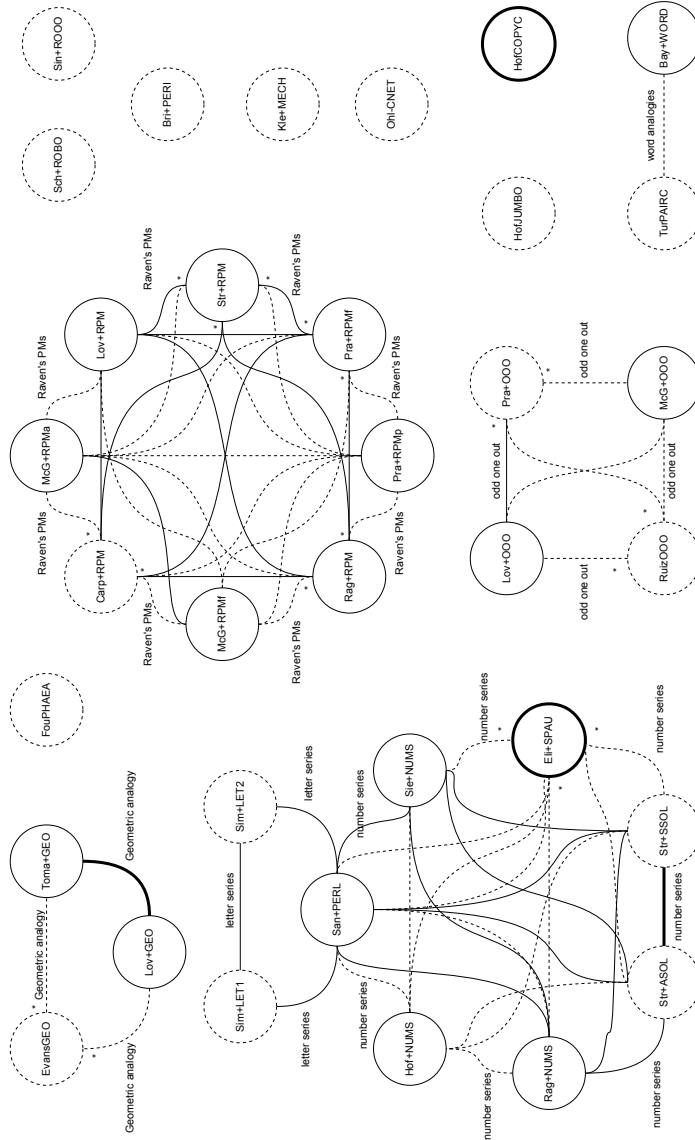 EvansGEO
*
Geometric analogy
Toma+GEO
FouPHAEA
McG+RPMa
Sch+ROBO
Sin+ROOO
Geometric analogy
*
Lov+GEO
Geometric analogy
Raven's PMs
Raven's PMs
Carp+RPM
*
Lov+RPM
Bri+PERI
Raven's PMs
*
Raven's PMs
*
McG+RPMf
Str+RPM
*
Kle+MECH
Raven's PMs
*
Raven's PMs
*
Rag+RPM
*
Pra+RPMf
*
Ohl-CNET
Raven's PMs
Raven's PMs
Pra+RPMp
Sim+LET1
letter series
Sim+LET2
letter series
letter series
San+PERL
number series
number series
Hof+NUMS
Sie+NUMS
number series
number series
*
Rag+NUMS
*
Eli+SPAU
*
number series
number series
Str+ASOL
number series
Str+SSOL
Lov+OOO
odd one out
*
Pra+OOO
*
odd one out
odd one out
*
RuizOOO
*
odd one out
McG+OOO
HofJUMBO
HofCOPYC
TurPAIRC
word analogies
Bay+WORD